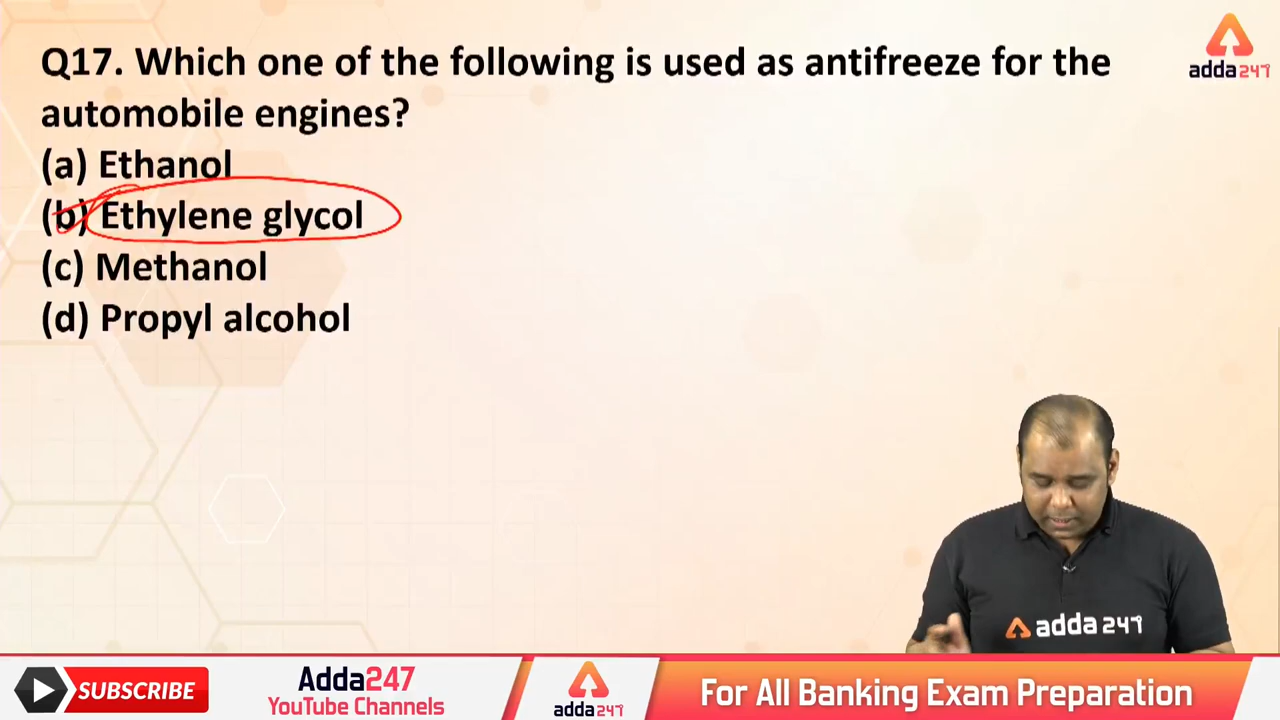 Q17. Which one of the following is used as antifreeze for the
automobile engines?
(a) Ethanol
(b) Ethylene glycol
(c) Methanol
(d) Propyl alcohol
adda247
adda247
SUBSCRIBE
Adda247
YouTube Channels
adda247
For All Banking Exam Preparation